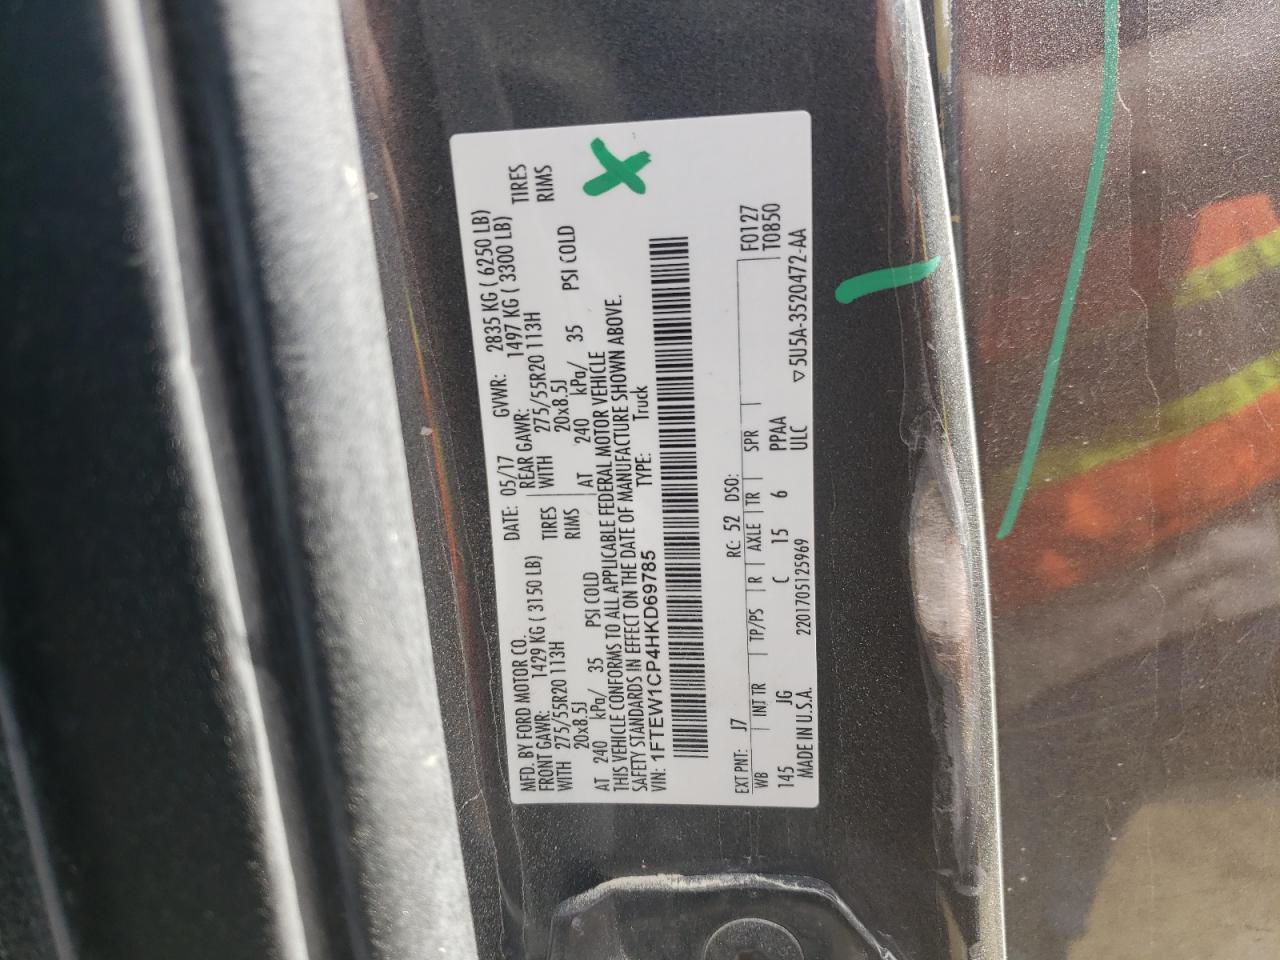 MFD. BY FORD MOTOR CO.
DATE: 05/17 GVWR: 2835 KG ( 6250 LB)
FRONT GAWR: 1429 KG ( 3150 LB) REAR GAWR: 1497 KG ( 3300 LB)
WITH 275/55R20 113H TIRES WITH 275/55R20 113H TIRES
20x8.5J RIMS 20x8.5J RIMS
AT 240 kPa/ 35 PSI COLD AT 240 kPa/ 35 PSI COLD
THIS VEHICLE CONFORMS TO ALL APPLICABLE FEDERAL MOTOR VEHICLE
SAFETY STANDARDS IN EFFECT ON THE DATE OF MANUFACTURE SHOWN ABOVE.
VIN: 1FTEW1CP4HKD69785 TYPE: Truck
EXT PNT: J7 RC: 52 DSO: F0127
WB INT TR TP/PS R AXLE TR SPR T0850
145 JG C 15 6 PPAA
MADE IN U.S.A. 2201705125969 ULC ▽5U5A-3520472-AA